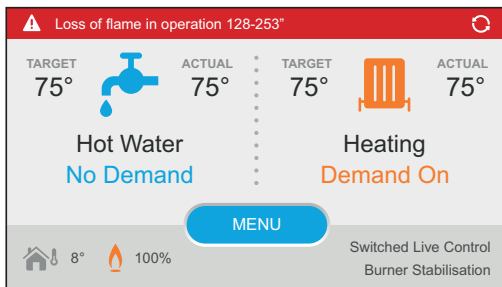 Loss of flame in operation 128-253”
TARGET
75°
ACTUAL
75°
Hot Water
No Demand
TARGET
75°
ACTUAL
75°
Heating
Demand On
MENU
8°
100%
Switched Live Control
Burner Stabilisation